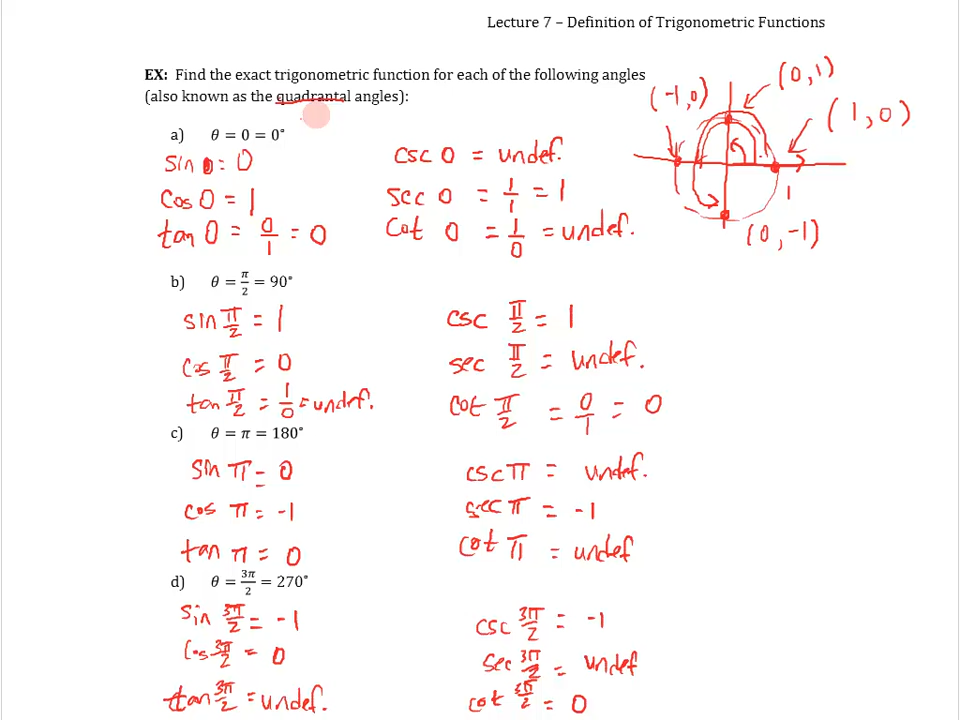 Lecture 7 – Definition of Trigonometric Functions
EX: Find the exact trigonometric function for each of the following angles
(also known as the quadrantal angles):
(-1,0) (0,1)
(1,0)
1
(0,-1)
a) θ = 0 = 0°
sin 0 = 0 csc 0 = undef.
cos 0 = 1 sec 0 = 1/1 = 1
tan 0 = 0/1 = 0 cot 0 = 1/0 = undef.
b) θ = π/2 = 90°
sin π/2 = 1 csc π/2 = 1
cos π/2 = 0 sec π/2 = undef.
tan π/2 = 1/0 = undef. cot π/2 = 0/1 = 0
c) θ = π = 180°
sin π = 0 csc π = undef.
cos π = -1 sec π = -1
tan π = 0 cot π = undef
d) θ = 3π/2 = 270°
sin 3π/2 = -1 csc 3π/2 = -1
cos 3π/2 = 0 sec 3π/2 = undef
tan 3π/2 = undef. cot 3π/2 = 0